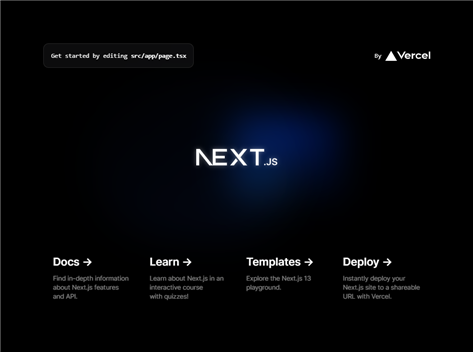 Get started by editing src/app/page.tsx
By Vercel
NEXT.JS
Docs ->
Find in-depth information
about Next.js features
and API.
Learn ->
Learn about Next.js in an
interactive course
with quizzes!
Templates ->
Explore the Next.js 13
playground.
Deploy ->
Instantly deploy your
Next.js site to a shareable
URL with Vercel.